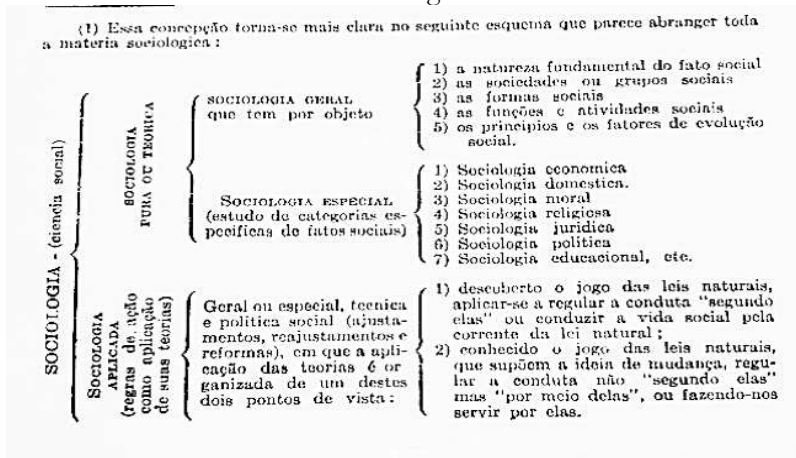 (1) Essa concepção torna-se mais clara no seguinte esquema que parece abranger toda
a materia sociologica:
SOCIOLOGIA - (ciencia social)
SOCIOLOGIA
PURA OU TEORICA
SOCIOLOGIA GERAL
que tem por objeto
1) a natureza fundamental do fato social
2) as sociedades ou grupos sociais
3) as formas sociais
4) as funções e atividades sociais
5) os principios e os fatores de evolução
social.
SOCIOLOGIA ESPECIAL
(estudo de categorias es-
pecificas de fatos sociais)
1) Sociologia economica
2) Sociologia domestica.
3) Sociologia moral
4) Sociologia religiosa
5) Sociologia juridica
6) Sociologia politica
7) Sociologia educacional, etc.
SOCIOLOGIA
APLICADA
(regras de ação
como aplicação
de suas teorias)
Geral ou especial, tecnica
e politica social (ajusta-
mentos, reajustamentos e
reformas), em que a apli-
cação das teorias é or
ganizada de um destes
dois pontos de vista:
1) descoberto o jogo das leis naturais,
aplicar-se a regular a conduta "segundo
elas" ou conduzir a vida social pela
corrente da lei natural;
2) conhecido o jogo das leis naturais,
que supõem a ideia de mudança, regu-
lar a conduta não "segundo elas"
mas "por meio delas", ou fazendo-nos
servir por elas.